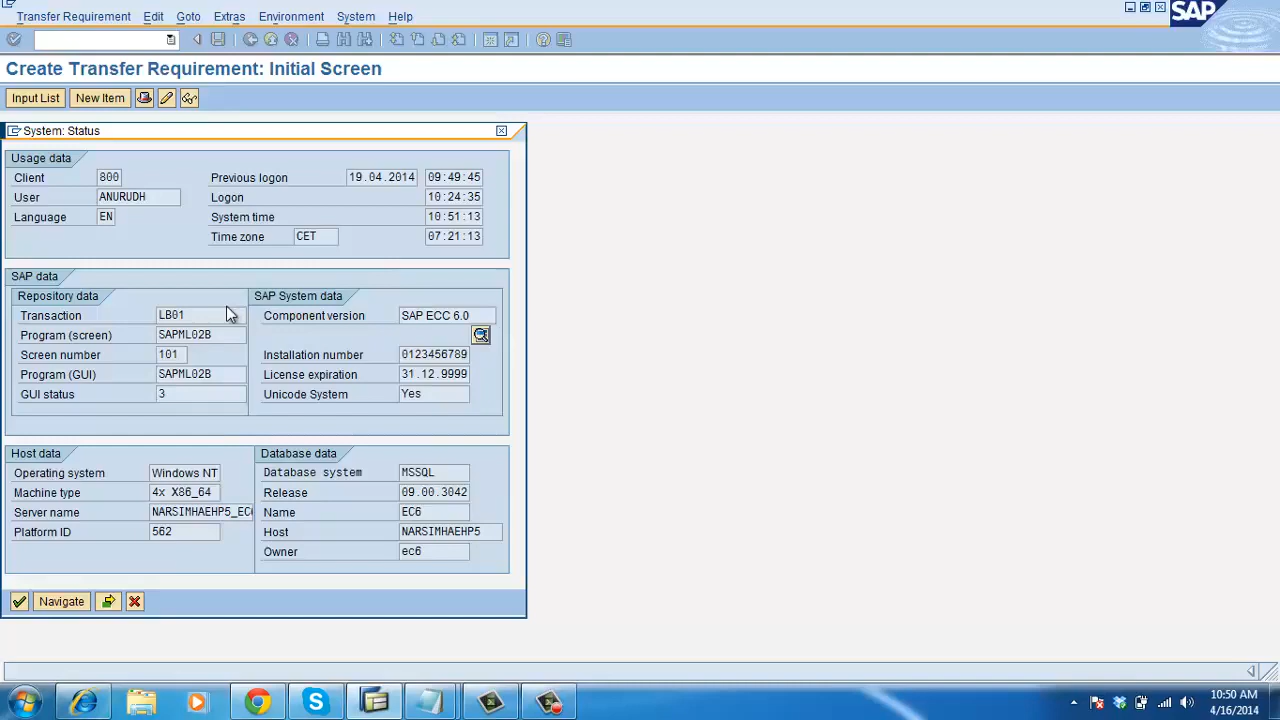 Transfer Requirement Edit Goto Extras Environment System Help
SAP
Create Transfer Requirement: Initial Screen
Input List New Item
System: Status
Usage data
Client 800 Previous logon 19.04.2014 09:49:45
User ANURUDH Logon 10:24:35
Language EN System time 10:51:13
Time zone CET 07:21:13
SAP data
Repository data SAP System data
Transaction LB01 Component version SAP ECC 6.0
Program (screen) SAPML02B
Screen number 101 Installation number 0123456789
Program (GUI) SAPML02B License expiration 31.12.9999
GUI status 3 Unicode System Yes
Host data Database data
Operating system Windows NT Database system MSSQL
Machine type 4x X86_64 Release 09.00.3042
Server name NARSIMHAEHP5_EC6 Name EC6
Platform ID 562 Host NARSIMHAEHP5
Owner ec6
Navigate
10:50 AM
4/16/2014